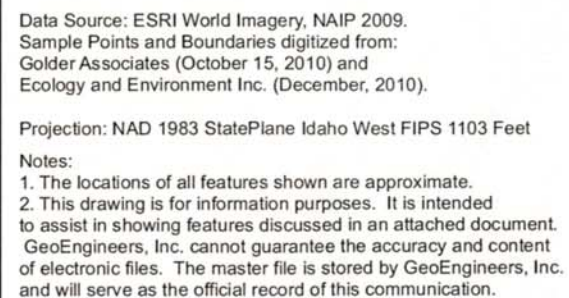 Data Source: ESRI World Imagery, NAIP 2009.
Sample Points and Boundaries digitized from:
Golder Associates (October 15, 2010) and
Ecology and Environment Inc. (December, 2010).
Projection: NAD 1983 StatePlane Idaho West FIPS 1103 Feet
Notes:
1. The locations of all features shown are approximate.
2. This drawing is for information purposes. It is intended
to assist in showing features discussed in an attached document.
GeoEngineers, Inc. cannot guarantee the accuracy and content
of electronic files. The master file is stored by GeoEngineers, Inc.
and will serve as the official record of this communication.